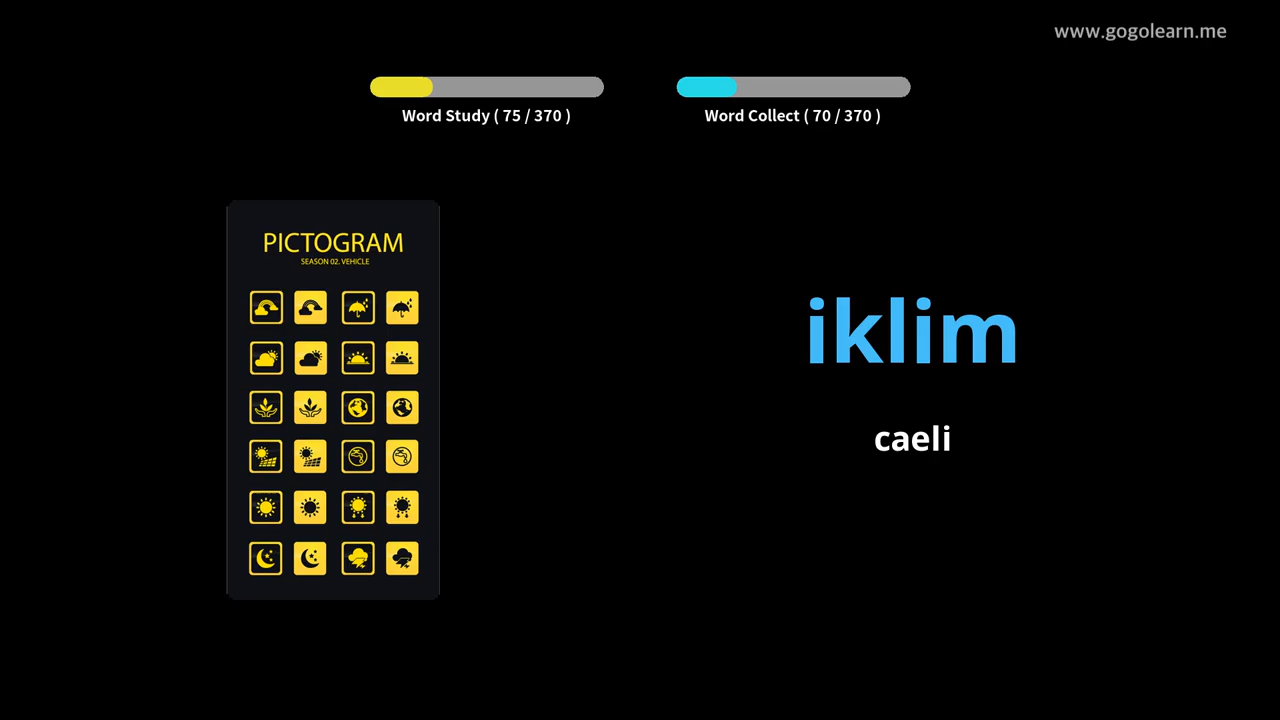 www.gogolearn.me
Word Study ( 75 / 370 )
Word Collect ( 70 / 370 )
PICTOGRAM
SEASON 02. VEHICLE
iklim
caeli